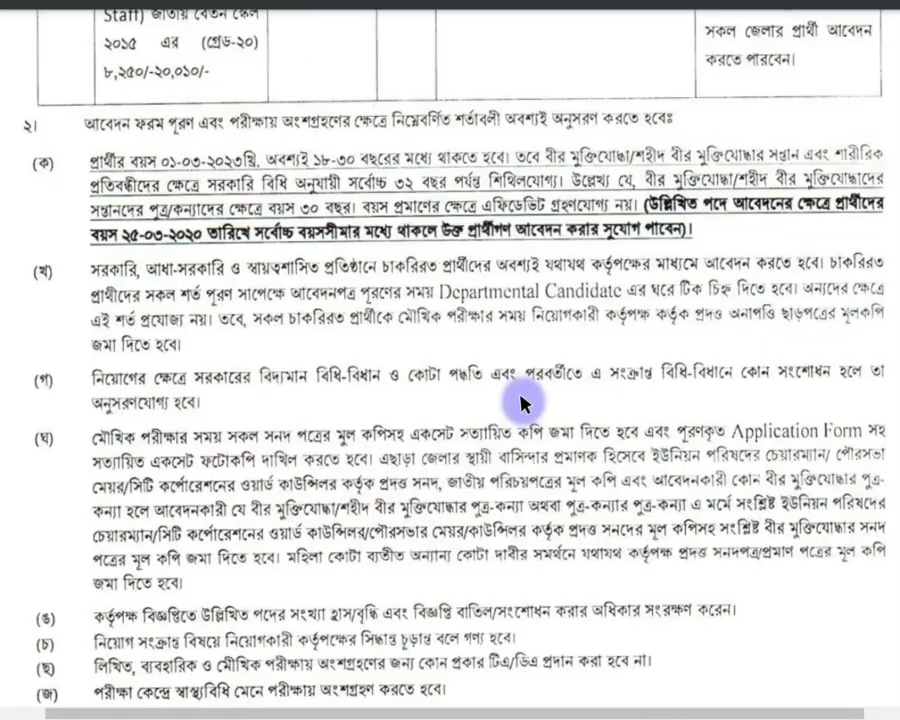 Staff) জাতীয় বেতন স্কেল
২০১৫ এর (গ্রেড-২০)
৮,২৫০/-২০,০১০/-
সকল জেলার প্রার্থী আবেদন
করতে পারবেন।
২। আবেদন ফরম পূরণ এবং পরীক্ষায় অংশগ্রহণের ক্ষেত্রে নিম্নেবর্ণিত শর্তাবলী অবশ্যই অনুসরণ করতে হবেঃ
(ক) প্রার্থীর বয়স ০১-০৩-২০২৩খ্রি, অবশ্যই ১৮-৩০ বছরের মধ্যে থাকতে হবে। তবে বীর মুক্তিযোদ্ধা/শহীদ বীর মুক্তিযোদ্ধার সন্তান এবং শারীরিক
প্রতিবন্ধীদের ক্ষেত্রে সরকারি বিধি অনুযায়ী সর্বোচ্চ ৩২ বছর পর্যন্ত শিথিলযোগ্য। উল্লেখ্য যে, বীর মুক্তিযোদ্ধা/শহীদ বীর মুক্তিযোদ্ধাদের
সন্তানদের পুত্র/কন্যাদের ক্ষেত্রে বয়স ৩০ বছর। বয়স প্রমাণের ক্ষেত্রে এফিডেভিট গ্রহণযোগ্য নয়। (উল্লিখিত পদে আবেদনের ক্ষেত্রে প্রার্থীদের
বয়স ২৫-০৩-২০২০ তারিখে সর্বোচ্চ বয়সসীমার মধ্যে থাকলে উক্ত প্রার্থীগণ আবেদন করার সুযোগ পাবেন)।
(খ) সরকারি, আধা-সরকারি ও স্বায়ত্বশাসিত প্রতিষ্ঠানে চাকরিরত প্রার্থীদের অবশ্যই যথাযথ কর্তৃপক্ষের মাধ্যমে আবেদন করতে হবে। চাকরিরত
প্রার্থীদের সকল শর্ত পূরণ সাপেক্ষে আবেদনপত্র পূরণের সময় Departmental Candidate এর ঘরে টিক চিহ্ন দিতে হবে। অন্যদের ক্ষেত্রে
এই শর্ত প্রযোজ্য নয়। তবে, সকল চাকরিরত প্রার্থীকে মৌখিক পরীক্ষার সময় নিয়োগকারী কর্তৃপক্ষ কর্তৃক প্রদত্ত অনাপত্তি ছাড়পত্রের মূলকপি
জমা দিতে হবে।
(গ) নিয়োগের ক্ষেত্রে সরকারের বিদ্যমান বিধি-বিধান ও কোটা পদ্ধতি এবং পরবর্তীতে এ সংক্রান্ত বিধি-বিধানে কোন সংশোধন হলে তা
অনুসরণযোগ্য হবে।
(ঘ) মৌখিক পরীক্ষার সময় সকল সনদ পত্রের মুল কপিসহ একসেট সত্যায়িত কপি জমা দিতে হবে এবং পূরণকৃত Application Form সহ
সত্যায়িত একসেট ফটোকপি দাখিল করতে হবে। এছাড়া জেলার স্থায়ী বাসিন্দার প্রমাণক হিসেবে ইউনিয়ন পরিষদের চেয়ারম্যান/ পৌরসভা
মেয়র/সিটি কর্পোরেশনের ওয়ার্ড কাউন্সিলর কর্তৃক প্রদত্ত সনদ, জাতীয় পরিচয়পত্রের মূল কপি এবং আবেদনকারী কোন বীর মুক্তিযোদ্ধার পুত্র-
কন্যা হলে আবেদনকারী যে বীর মুক্তিযোদ্ধা/শহীদ বীর মুক্তিযোদ্ধার পুত্র-কন্যা অথবা পুত্র-কন্যার পুত্র-কন্যা এ মর্মে সংশ্লিষ্ট ইউনিয়ন পরিষদের
চেয়ারম্যান/সিটি কর্পোরেশনের ওয়ার্ড কাউন্সিলর/পৌরসভার মেয়র/কাউন্সিলর কর্তৃক প্রদত্ত সনদের মূল কপিসহ সংশ্লিষ্ট বীর মুক্তিযোদ্ধার সনদ
পত্রের মূল কপি জমা দিতে হবে। মহিলা কোটা ব্যতীত অন্যান্য কোটা দাবীর সমর্থনে যথাযথ কর্তৃপক্ষ প্রদত্ত সনদপত্র/প্রমাণ পত্রের মূল কপি
জমা দিতে হবে।
(ঙ) কর্তৃপক্ষ বিজ্ঞপ্তিতে উল্লিখিত পদের সংখ্যা হ্রাস/বৃদ্ধি এবং বিজ্ঞপ্তি বাতিল/সংশোধন করার অধিকার সংরক্ষণ করেন।
(চ) নিয়োগ সংক্রান্ত বিষয়ে নিয়োগকারী কর্তৃপক্ষের সিদ্ধান্ত চূড়ান্ত বলে গণ্য হবে।
(ছ) লিখিত, ব্যবহারিক ও মৌখিক পরীক্ষায় অংশগ্রহণের জন্য কোন প্রকার টিএ/ডিএ প্রদান করা হবে না।
(জ) পরীক্ষা কেন্দ্রে স্বাস্থ্যবিধি মেনে পরীক্ষায় অংশগ্রহণ করতে হবে।